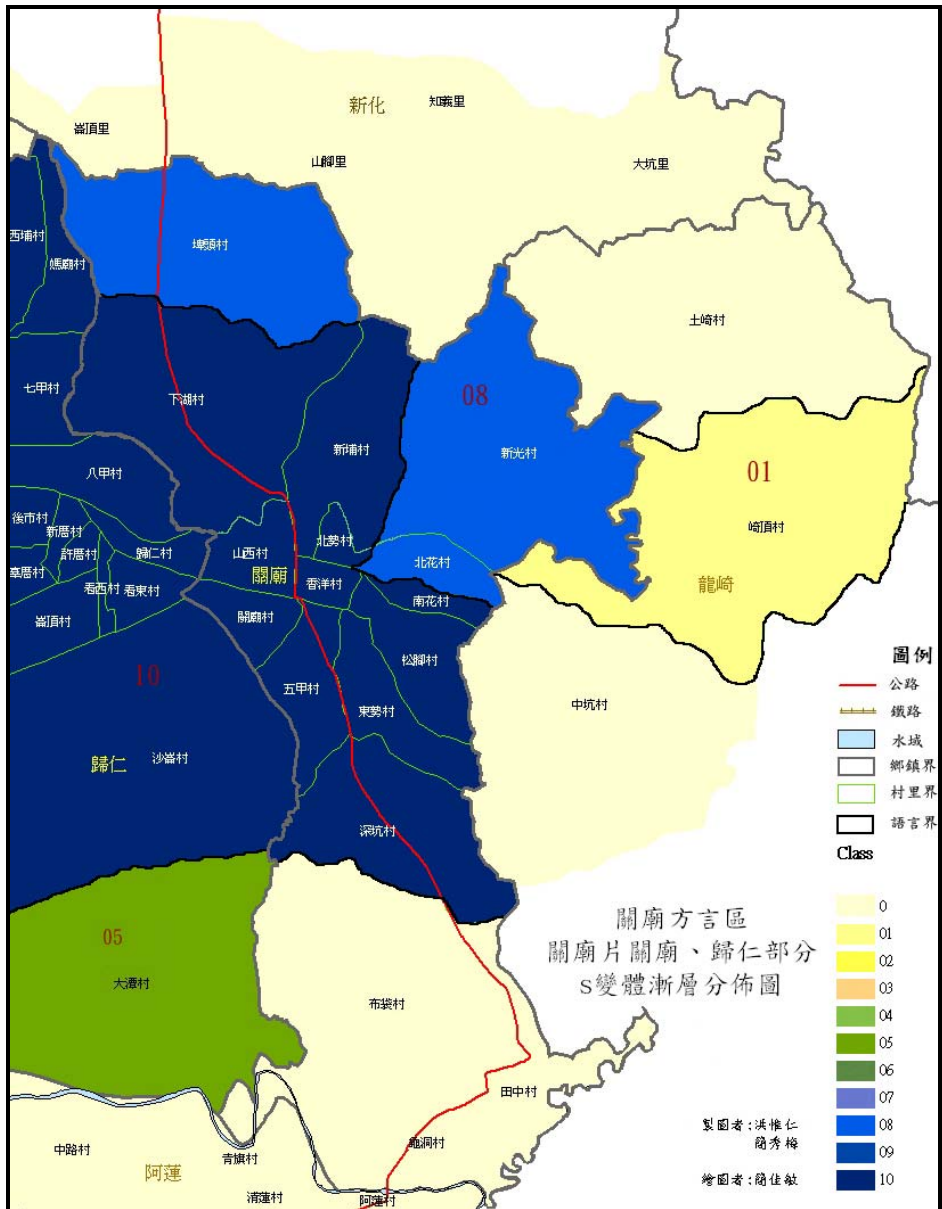 新化
知義里
崙頂里
山腳里
大坑里
埤頭村
西埔村
媽廟村
土崎村
七甲村
下湖村
08
新埔村
新光村
01
崎頂村
八甲村
後市村
新厝村
許厝村
歸仁村
山西村
北勢村
關廟
北花村
香洋村
看西村
看東村
南花村
龍崎
崙頂村
關廟村
松腳村
10
五甲村
東勢村
中坑村
歸仁
沙崙村
深坑村
圖例
公路
鐵路
水域
鄉鎮界
村里界
語言界
Class
0
01
02
03
04
05
06
07
08
09
10
關廟方言區
關廟片關廟、歸仁部分
S變體漸層分佈圖
05
大潭村
布袋村
田中村
龜洞村
中路村
青旗村
阿蓮
清蓮村
阿蓮村
製圖者:洪惟仁
簡秀梅
繪圖者:簡佳敏